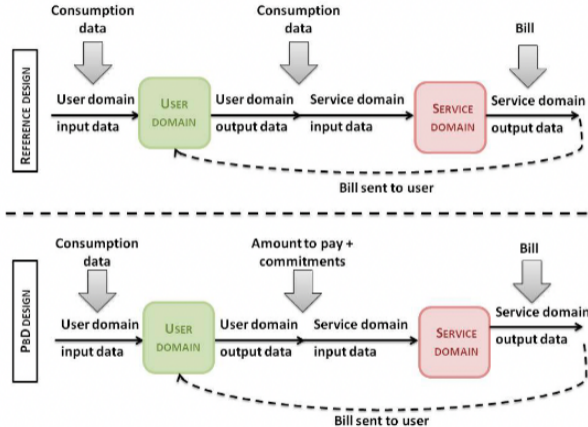 Consumption
data
Consumption
data
Bill
REFERENCE DESIGN
User domain
input data
USER
DOMAIN
User domain
output data
Service domain
input data
SERVICE
DOMAIN
Service domain
output data
Bill sent to user
PBD DESIGN
Consumption
data
Amount to pay +
commitments
Bill
User domain
input data
USER
DOMAIN
User domain
output data
Service domain
input data
SERVICE
DOMAIN
Service domain
output data
Bill sent to user